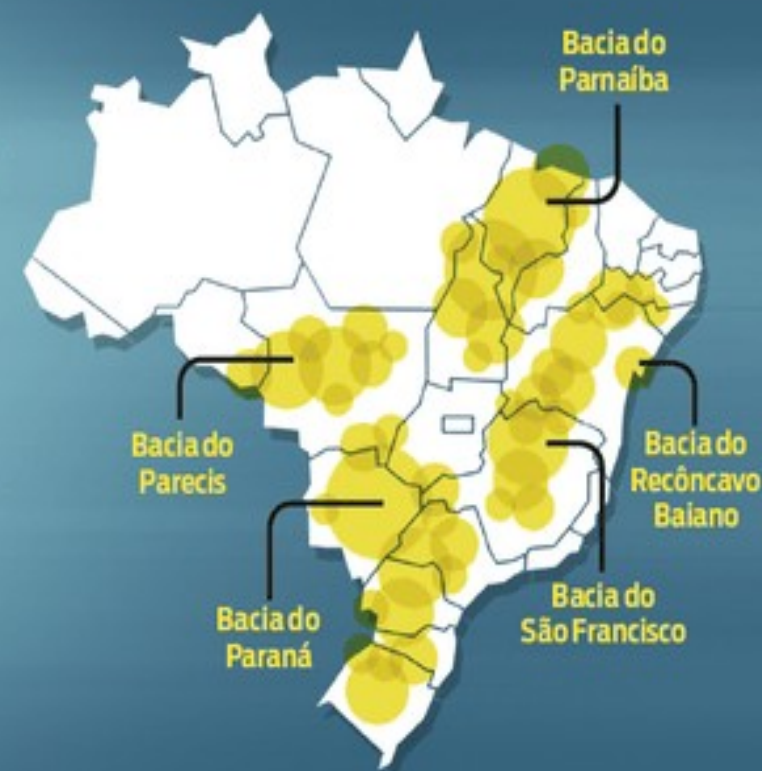 Bacia do
Parnaíba
Bacia do
Parecis
Bacia do
Recôncavo
Baiano
Bacia do
Paraná
Bacia do
São Francisco